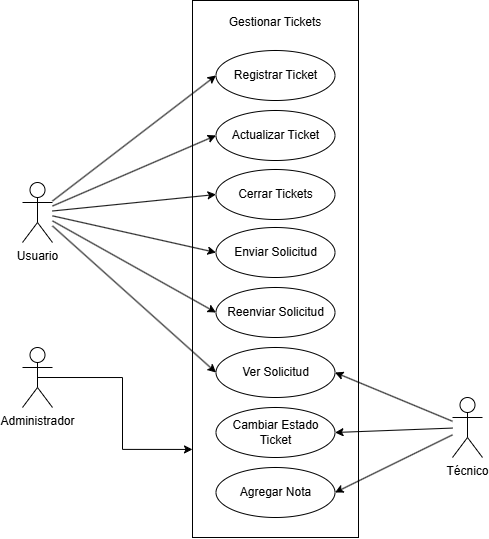 Gestionar Tickets
Registrar Ticket
Actualizar Ticket
Cerrar Tickets
Usuario
Enviar Solicitud
Reenviar Solicitud
Ver Solicitud
Administrador
Cambiar Estado
Ticket
Técnico
Agregar Nota